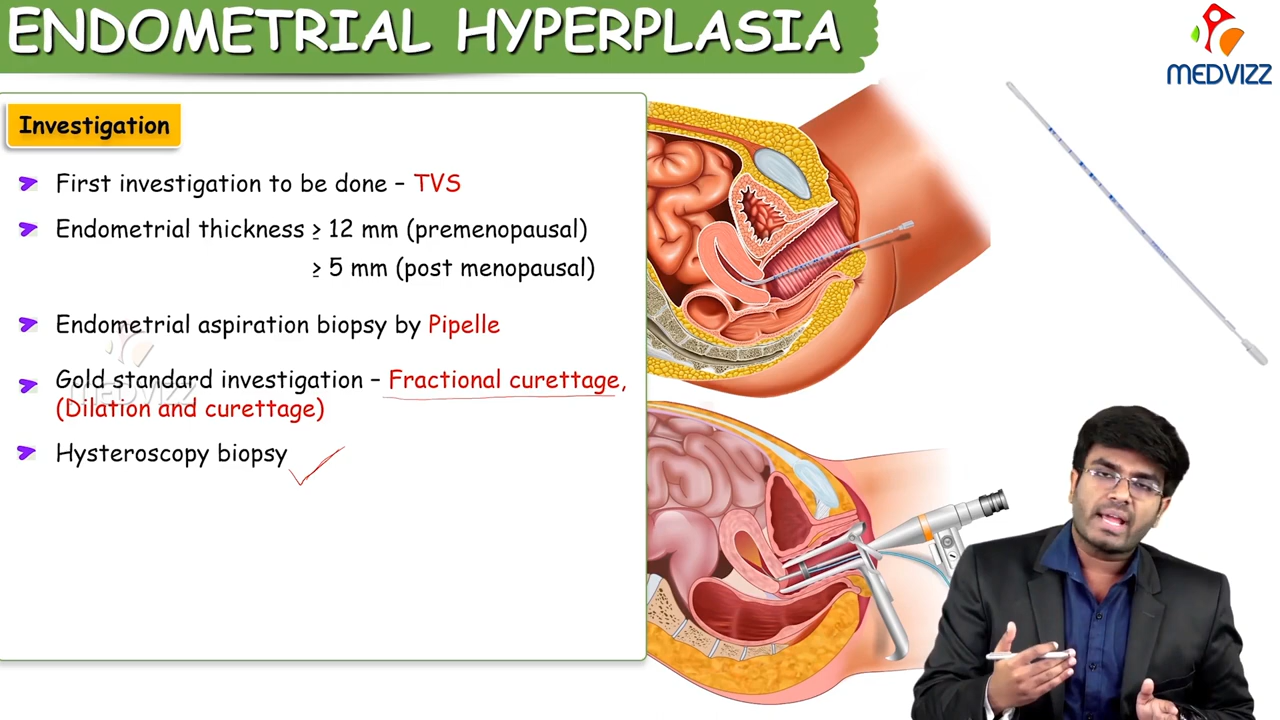 ENDOMETRIAL HYPERPLASIA
MEDVIZZ
Investigation
First investigation to be done – TVS
Endometrial thickness ≥ 12 mm (premenopausal)
≥ 5 mm (post menopausal)
Endometrial aspiration biopsy by Pipelle
MEDVIZZ
Gold standard investigation – Fractional curettage,
(Dilation and curettage)
Hysteroscopy biopsy